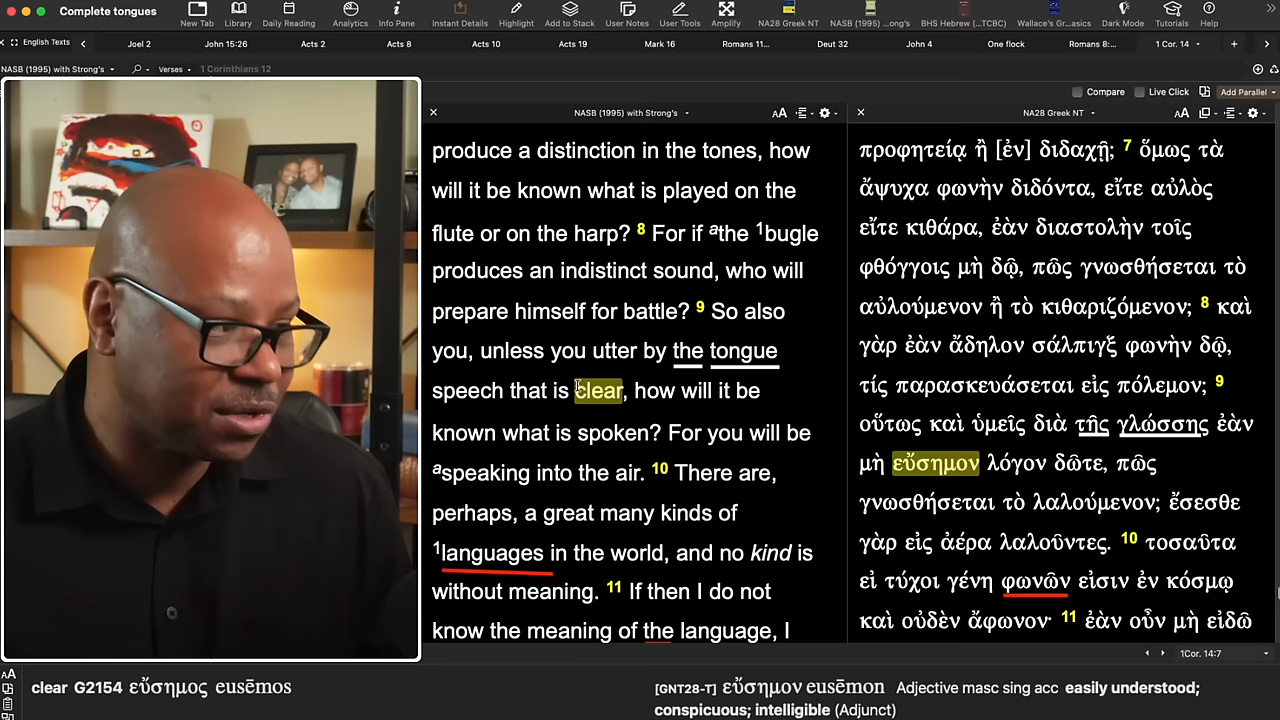 Complete tongues
New Tab
Library
Daily Reading
Analytics
Info Pane
Instant Details
Highlight
Add to Stack
User Notes
User Tools
Amplify
NA28 Greek NT
NASB (1995) ...ong's
BHS Hebrew (...TCBC)
Wallace's Gr...asics
Dark Mode
Tutorials
Help
English Texts
Joel 2
John 15:26
Acts 2
Acts 8
Acts 10
Acts 19
Mark 16
Romans 11...
Deut 32
John 4
One flock
Romans 8:...
1 Cor. 14
NASB (1995) with Strong's
Verses
1 Corinthians 12
Compare
Live Click
Add Parallel
NASB (1995) with Strong's
produce a distinction in the tones, how
will it be known what is played on the
flute or on the harp? 8 For if athe 1bugle
produces an indistinct sound, who will
prepare himself for battle? 9 So also
you, unless you utter by the tongue
speech that is clear, how will it be
known what is spoken? For you will be
aspeaking into the air. 10 There are,
perhaps, a great many kinds of
1languages in the world, and no kind is
without meaning. 11 If then I do not
know the meaning of the language, I
NA28 Greek NT
προφητείᾳ ἢ [ἐν] διδαχῇ; 7 ὅμως τὰ
ἄψυχα φωνὴν διδόντα, εἴτε αὐλὸς
εἴτε κιθάρα, ἐὰν διαστολὴν τοῖς
φθόγγοις μὴ δῷ, πῶς γνωσθήσεται τὸ
αὐλούμενον ἢ τὸ κιθαριζόμενον; 8 καὶ
γὰρ ἐὰν ἄδηλον σάλπιγξ φωνὴν δῷ,
τίς παρασκευάσεται εἰς πόλεμον; 9
οὕτως καὶ ὑμεῖς διὰ τῆς γλώσσης ἐὰν
μὴ εὔσημον λόγον δῶτε, πῶς
γνωσθήσεται τὸ λαλούμενον; ἔσεσθε
γὰρ εἰς ἀέρα λαλοῦντες. 10 τοσαῦτα
εἰ τύχοι γένη φωνῶν εἰσιν ἐν κόσμῳ
καὶ οὐδὲν ἄφωνον· 11 ἐὰν οὖν μὴ εἰδῶ
1Cor. 14:7
clear G2154 εὔσημος eusēmos
[GNT28-T] εὔσημον eusēmon Adjective masc sing acc easily understood;
conspicuous; intelligible (Adjunct)